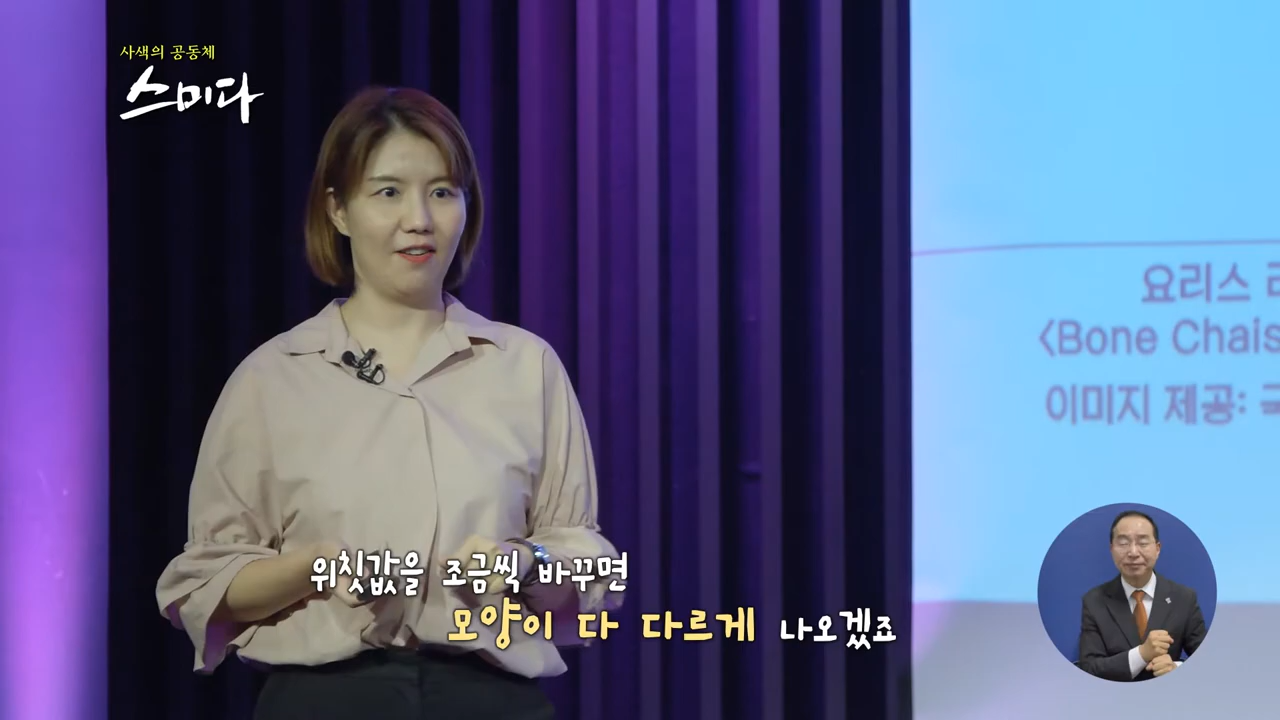 사색의 공동체
스미다
요리스
<Bone Chais
이미지 제공:
위칫값을 조금씩 바꾸면
모양이 다 다르게 나오겠죠